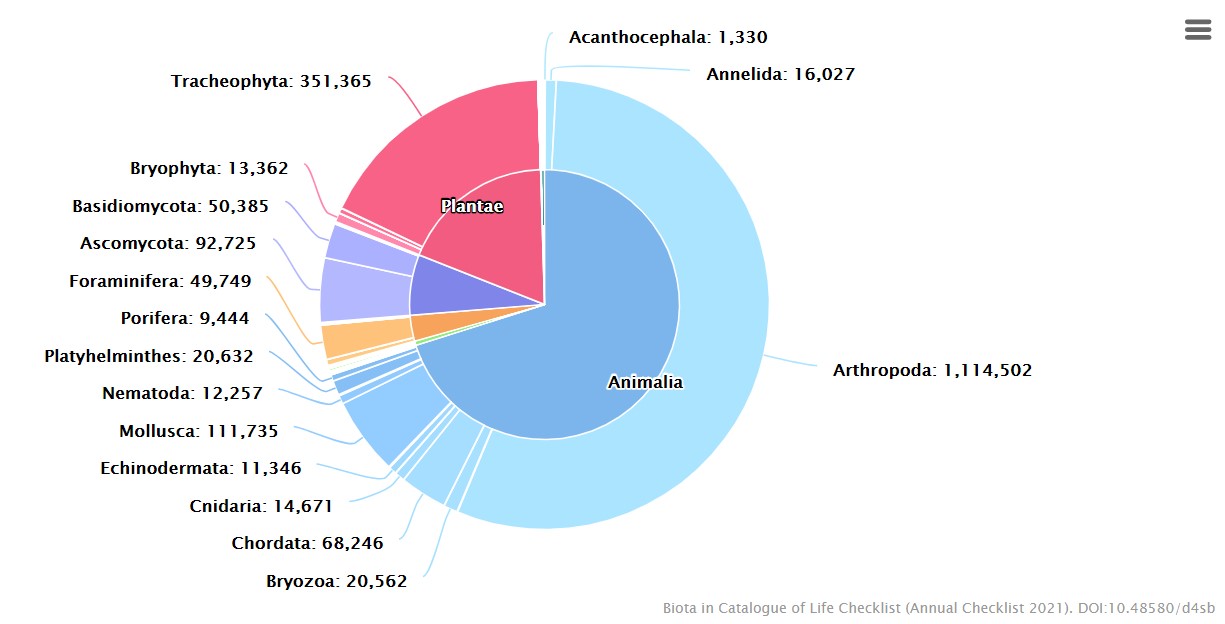 Acanthocephala: 1,330
Annelida: 16,027
Tracheophyta: 351,365
Bryophyta: 13,362
Basidiomycota: 50,385
Ascomycota: 92,725
Foraminifera: 49,749
Porifera: 9,444
Platyhelminthes: 20,632
Nematoda: 12,257
Mollusca: 111,735
Echinodermata: 11,346
Cnidaria: 14,671
Chordata: 68,246
Bryozoa: 20,562
Plantae
Animalia
Arthropoda: 1,114,502
Biota in Catalogue of Life Checklist (Annual Checklist 2021). DOI:10.48580/d4sb